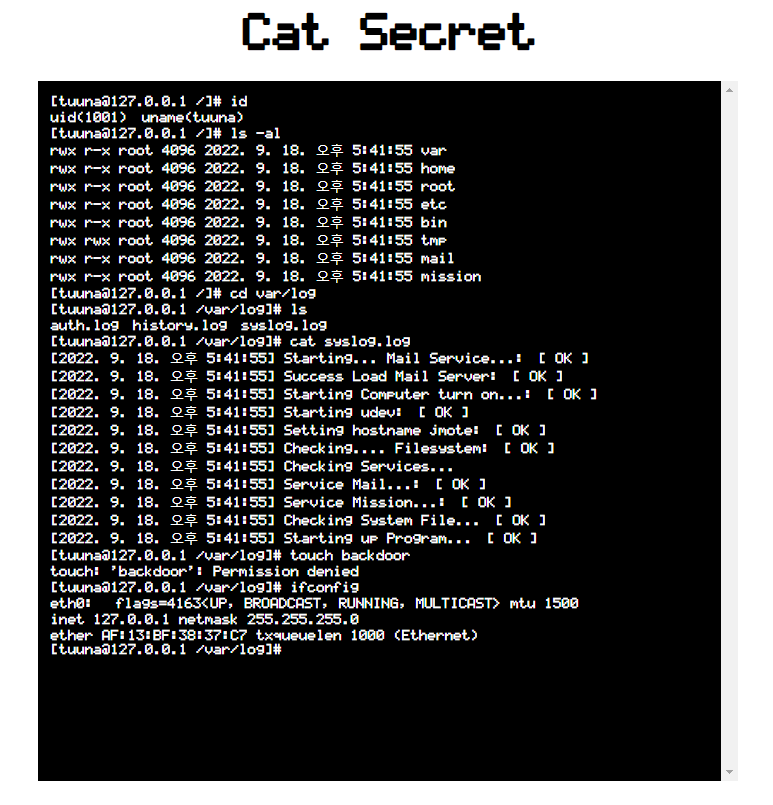 Cat Secret
[tuuna@127.0.0.1 /]# id
uid(1001) uname(tuuna)
[tuuna@127.0.0.1 /]# ls -al
rwx r-x root 4096 2022. 9. 18. 오후 5:41:55 var
rwx r-x root 4096 2022. 9. 18. 오후 5:41:55 home
rwx r-x root 4096 2022. 9. 18. 오후 5:41:55 root
rwx r-x root 4096 2022. 9. 18. 오후 5:41:55 etc
rwx r-x root 4096 2022. 9. 18. 오후 5:41:55 bin
rwx rwx root 4096 2022. 9. 18. 오후 5:41:55 tmp
rwx r-x root 4096 2022. 9. 18. 오후 5:41:55 mail
rwx r-x root 4096 2022. 9. 18. 오후 5:41:55 mission
[tuuna@127.0.0.1 /]# cd var/log
[tuuna@127.0.0.1 /var/log]# ls
auth.log history.log syslog.log
[tuuna@127.0.0.1 /var/log]# cat syslog.log
[2022. 9. 18. 오후 5:41:55] Starting... Mail Service...: [ OK ]
[2022. 9. 18. 오후 5:41:55] Success Load Mail Server: [ OK ]
[2022. 9. 18. 오후 5:41:55] Starting Computer turn on...: [ OK ]
[2022. 9. 18. 오후 5:41:55] Starting udev: [ OK ]
[2022. 9. 18. 오후 5:41:55] Setting hostname jmote: [ OK ]
[2022. 9. 18. 오후 5:41:55] Checking.... Filesystem: [ OK ]
[2022. 9. 18. 오후 5:41:55] Checking Services...
[2022. 9. 18. 오후 5:41:55] Service Mail...: [ OK ]
[2022. 9. 18. 오후 5:41:55] Service Mission...: [ OK ]
[2022. 9. 18. 오후 5:41:55] Checking System File... [ OK ]
[2022. 9. 18. 오후 5:41:55] Starting up Program... [ OK ]
[tuuna@127.0.0.1 /var/log]# touch backdoor
touch: 'backdoor': Permission denied
[tuuna@127.0.0.1 /var/log]# ifconfig
eth0: flags=4163<UP, BROADCAST, RUNNING, MULTICAST> mtu 1500
inet 127.0.0.1 netmask 255.255.255.0
ether AF:13:BF:38:37:C7 txqueuelen 1000 (Ethernet)
[tuuna@127.0.0.1 /var/log]#